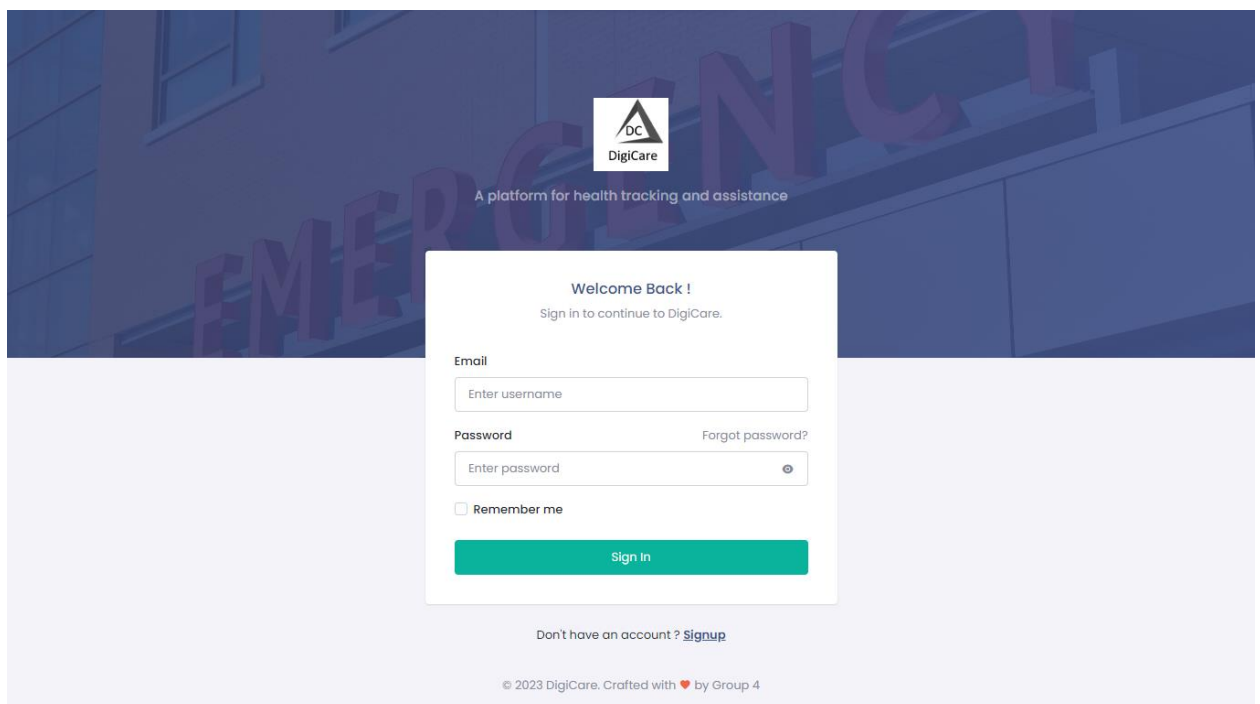 EMERGENCY
DC
DigiCare
A platform for health tracking and assistance
Welcome Back !
Sign in to continue to DigiCare.
Email
Enter username
Password
Forgot password?
Enter password
Remember me
Sign In
Don't have an account ? Signup
© 2023 DigiCare. Crafted with ♥ by Group 4